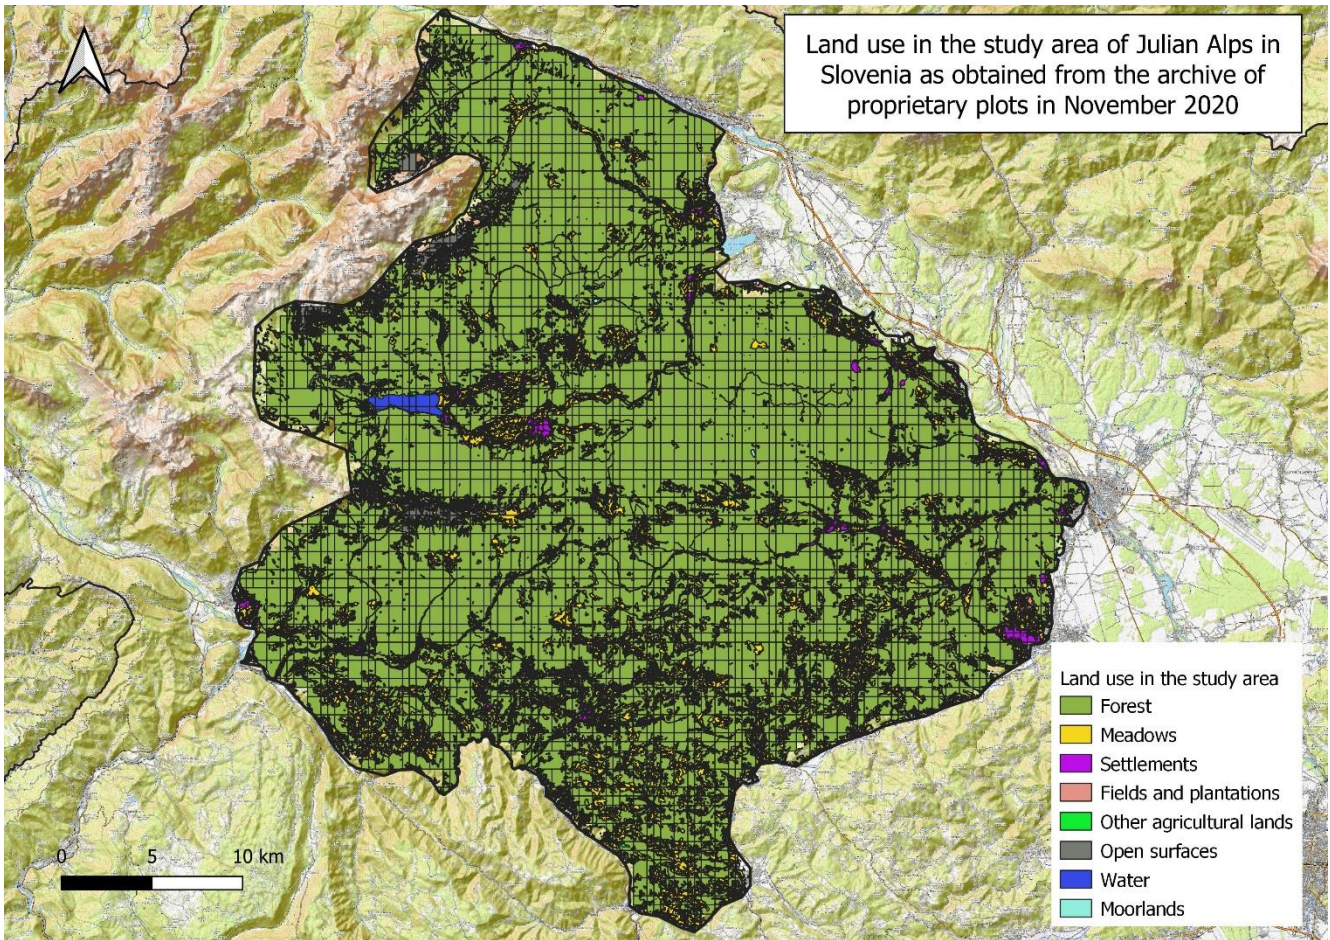 Land use in the study area of Julian Alps in
Slovenia as obtained from the archive of
proprietary plots in November 2020
Land use in the study area
Forest
Meadows
Settlements
Fields and plantations
Other agricultural lands
Open surfaces
Water
Moorlands
0 5 10 km